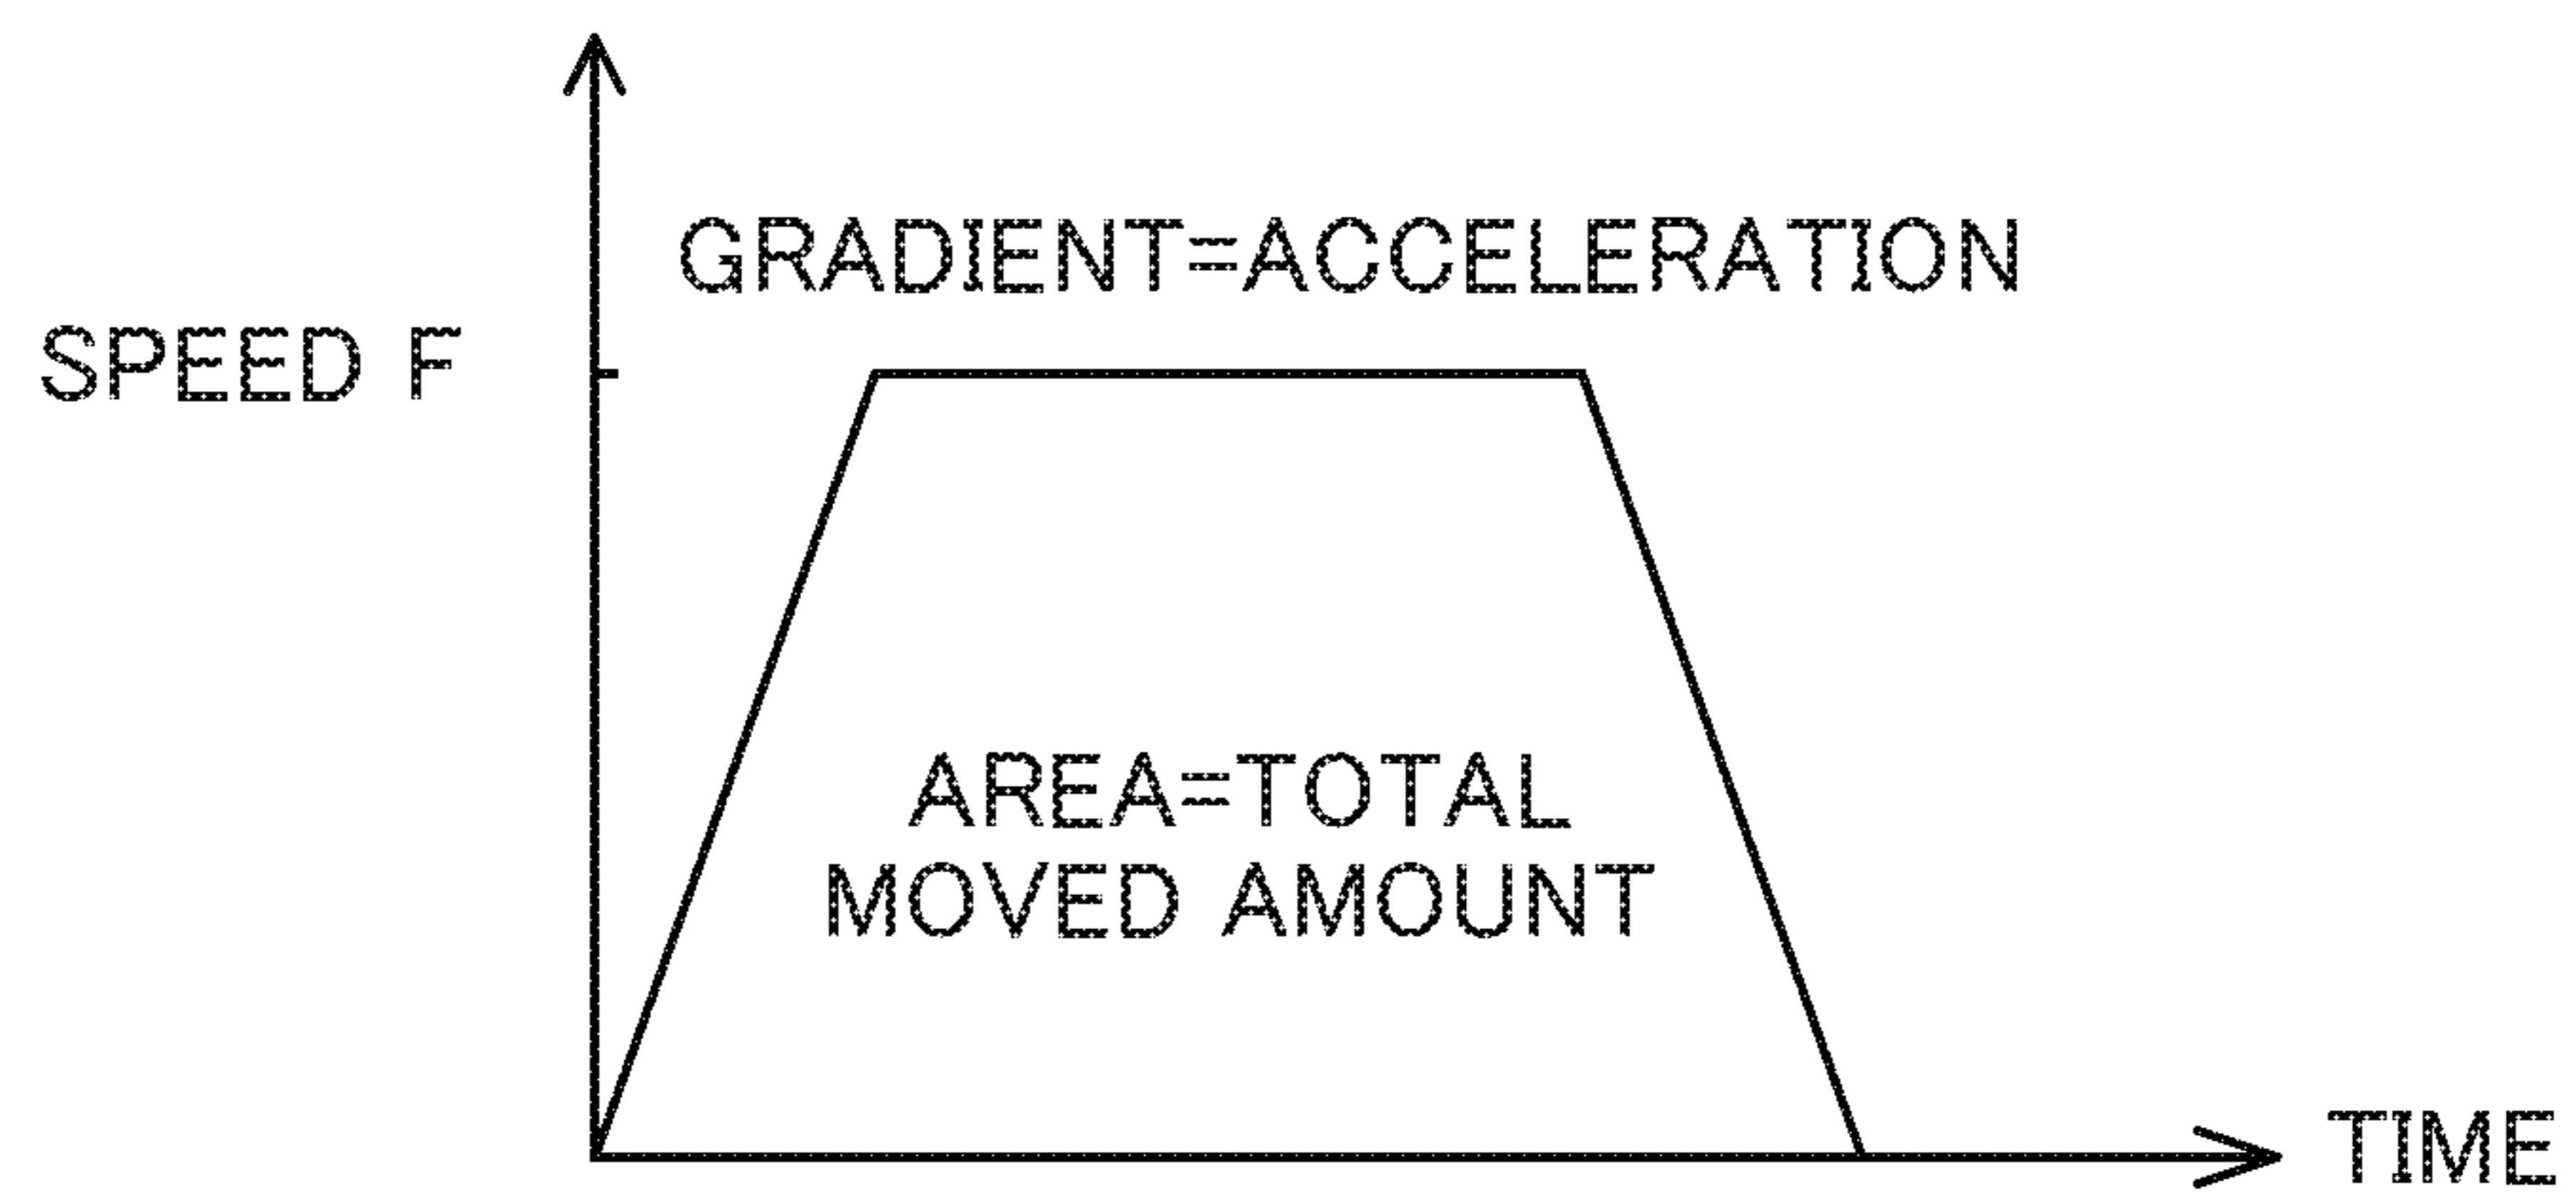 GRADIENT=ACCELERATION
SPEED F
AREA=TOTAL
MOVED AMOUNT
TIME